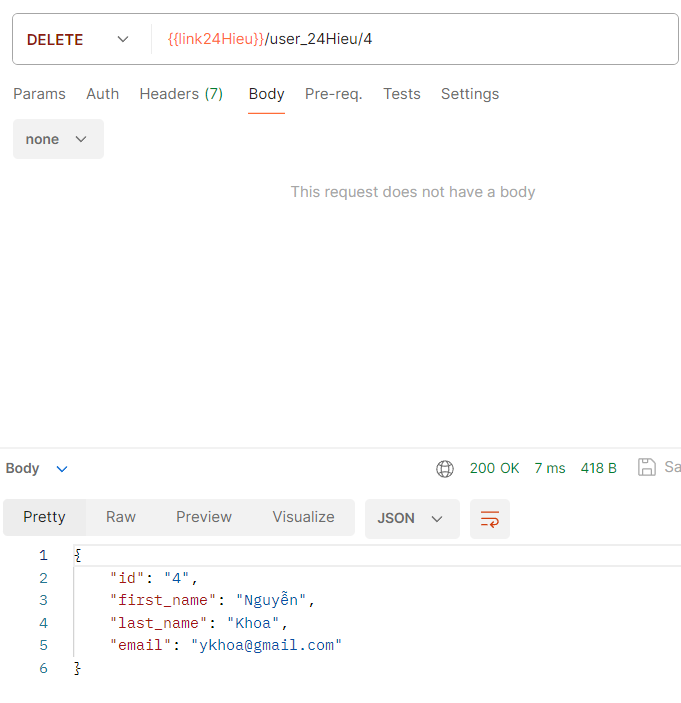 DELETE {{link24Hieu}}/user_24Hieu/4
Params Auth Headers (7) Body Pre-req. Tests Settings
none
This request does not have a body
Body 200 OK 7 ms 418 B Sa
Pretty Raw Preview Visualize JSON
1 {
2 "id": "4",
3 "first_name": "Nguyễn",
4 "last_name": "Khoa",
5 "email": "ykhoa@gmail.com"
6 }